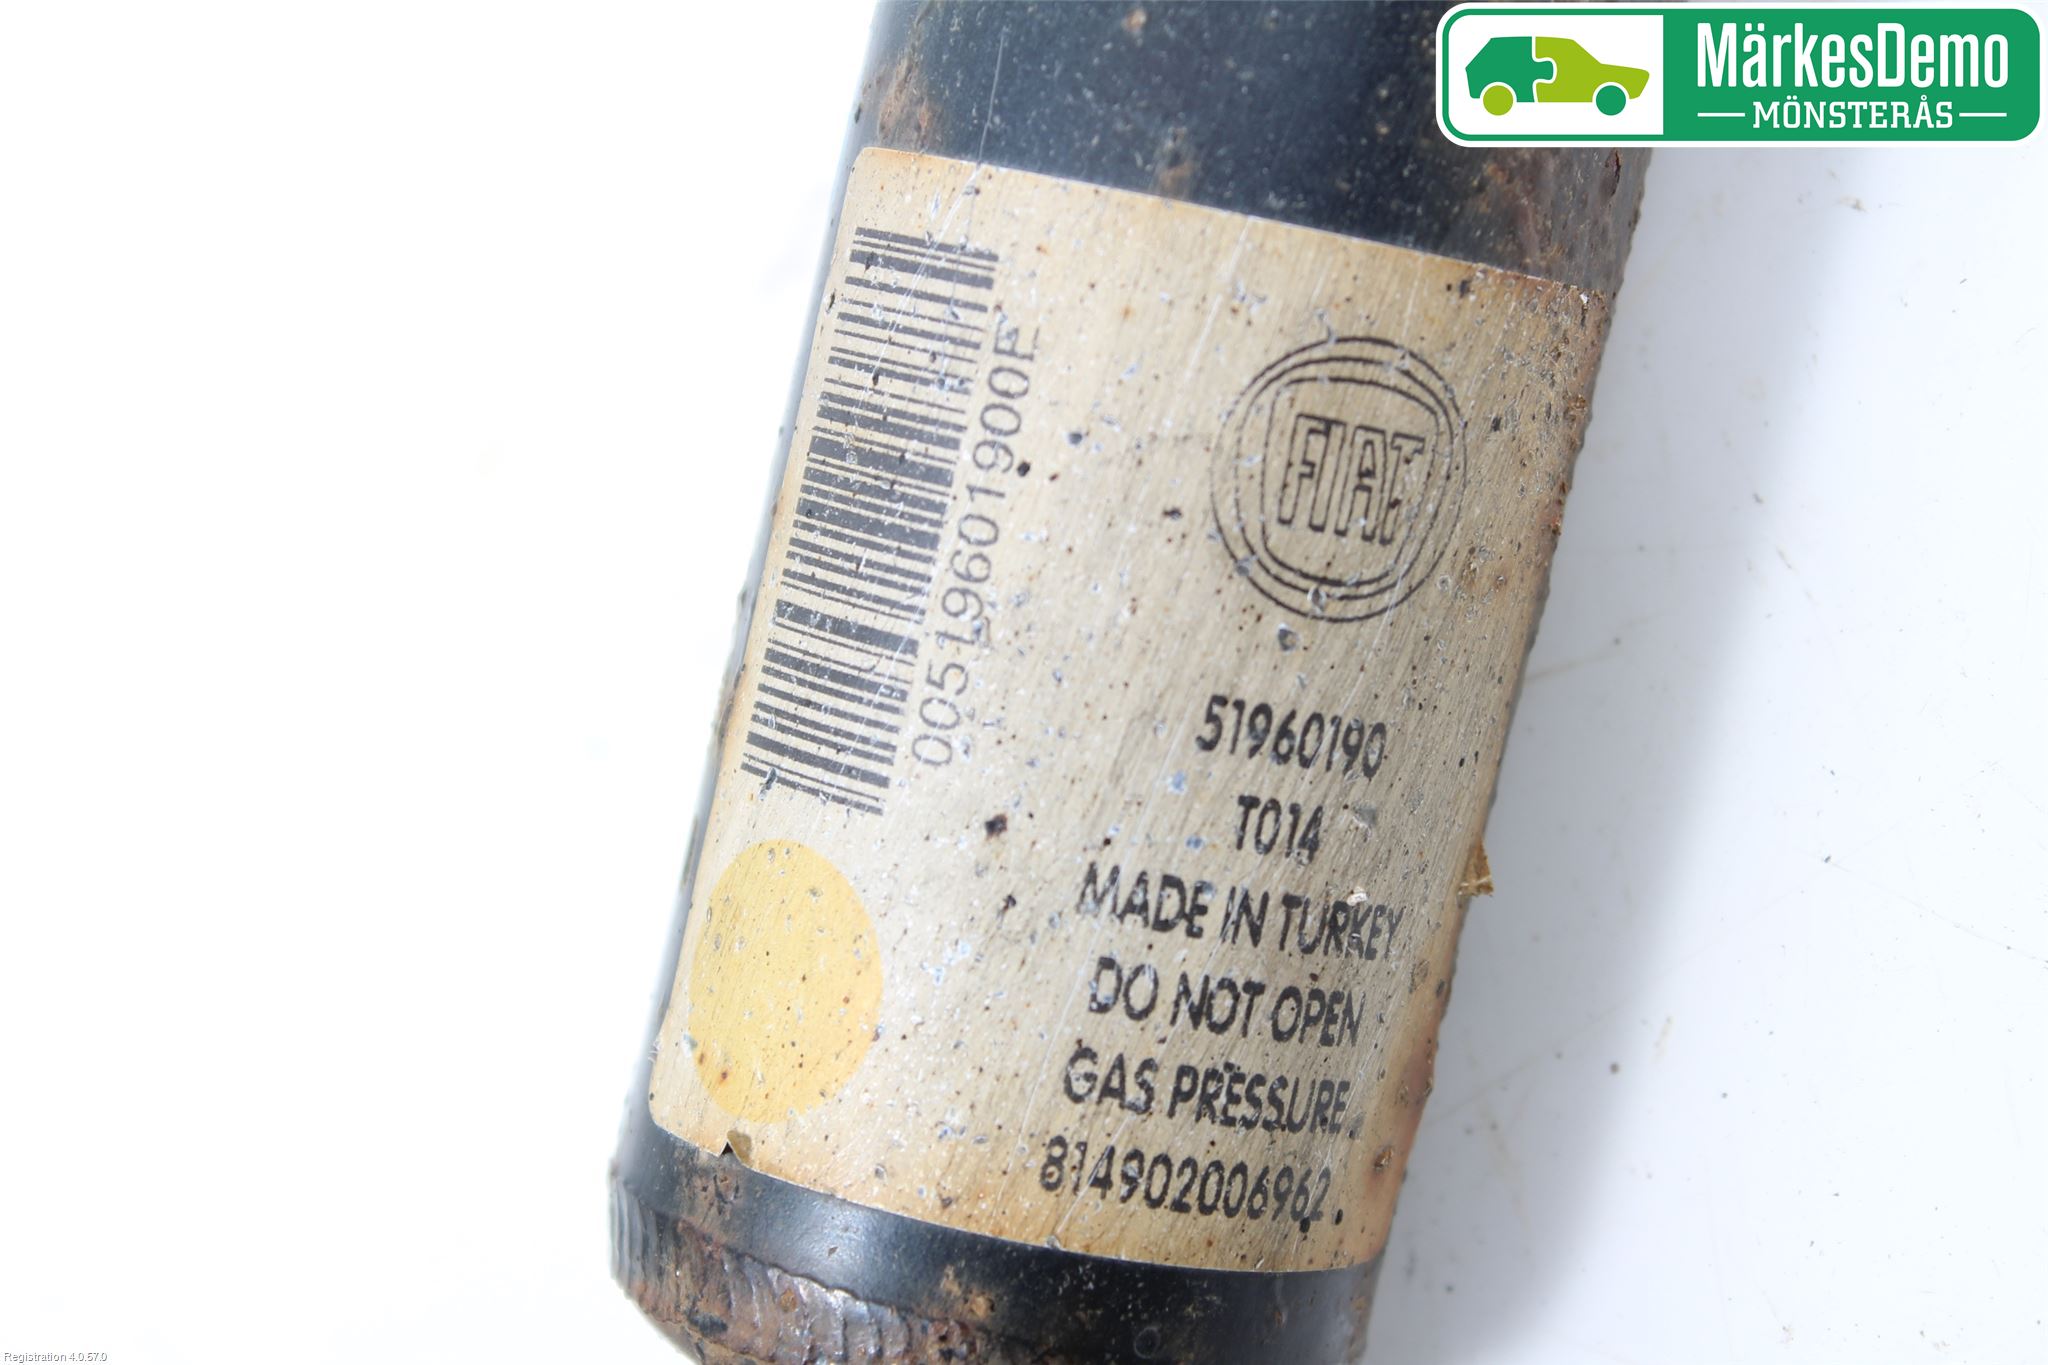 MärkesDemo
MÖNSTERÅS
00519601900E
FIAT
51960190
T014
MADE IN TURKEY
DO NOT OPEN
GAS PRESSURE
814902006962
Registration 4.0.57.0